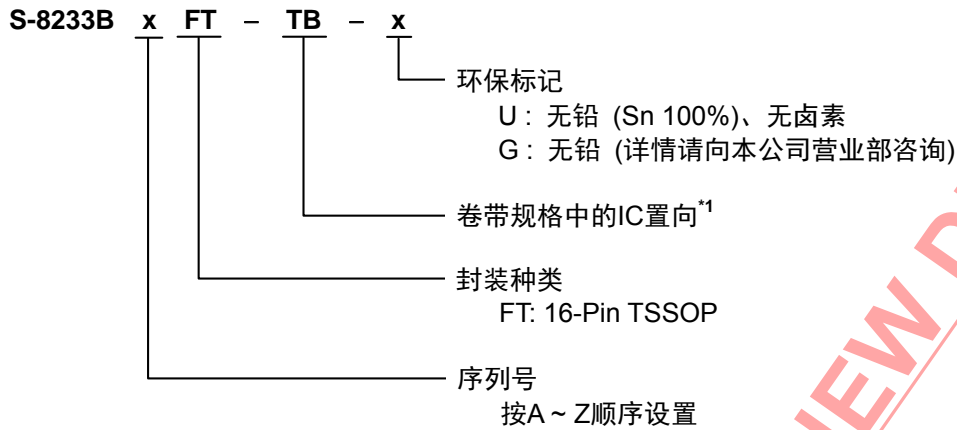 S-8233B x FT － TB － x
环保标记
U : 无铅 (Sn 100%)、无卤素
G : 无铅 (详情请向本公司营业部咨询)
卷带规格中的IC置向*1
封装种类
FT: 16-Pin TSSOP
序列号
按A ~ Z顺序设置
NEW D